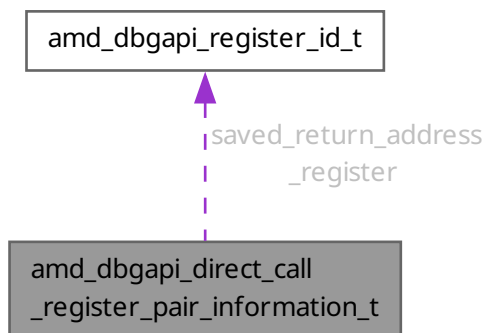 amd_dbgapi_register_id_t
saved_return_address
_register
amd_dbgapi_direct_call
_register_pair_information_t